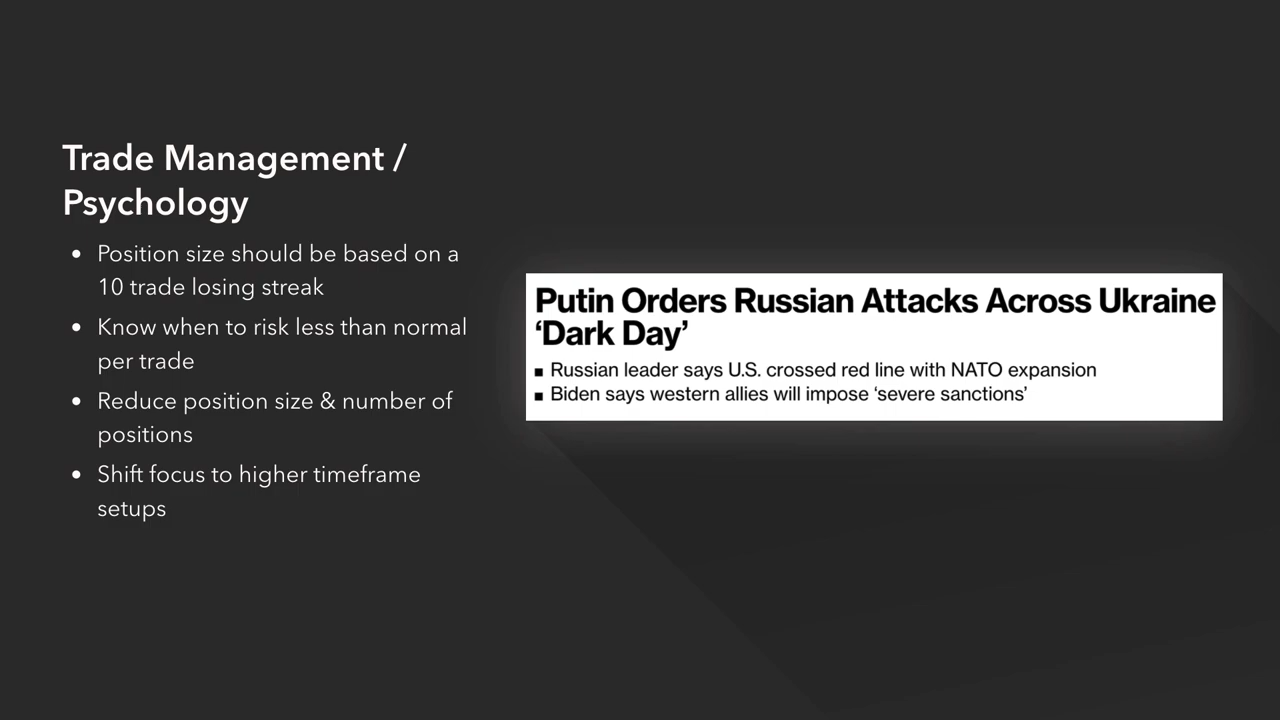 Trade Management /
Psychology
• Position size should be based on a
10 trade losing streak
• Know when to risk less than normal
per trade
• Reduce position size & number of
positions
• Shift focus to higher timeframe
setups
Putin Orders Russian Attacks Across Ukraine
‘Dark Day’
▪ Russian leader says U.S. crossed red line with NATO expansion
▪ Biden says western allies will impose ‘severe sanctions’